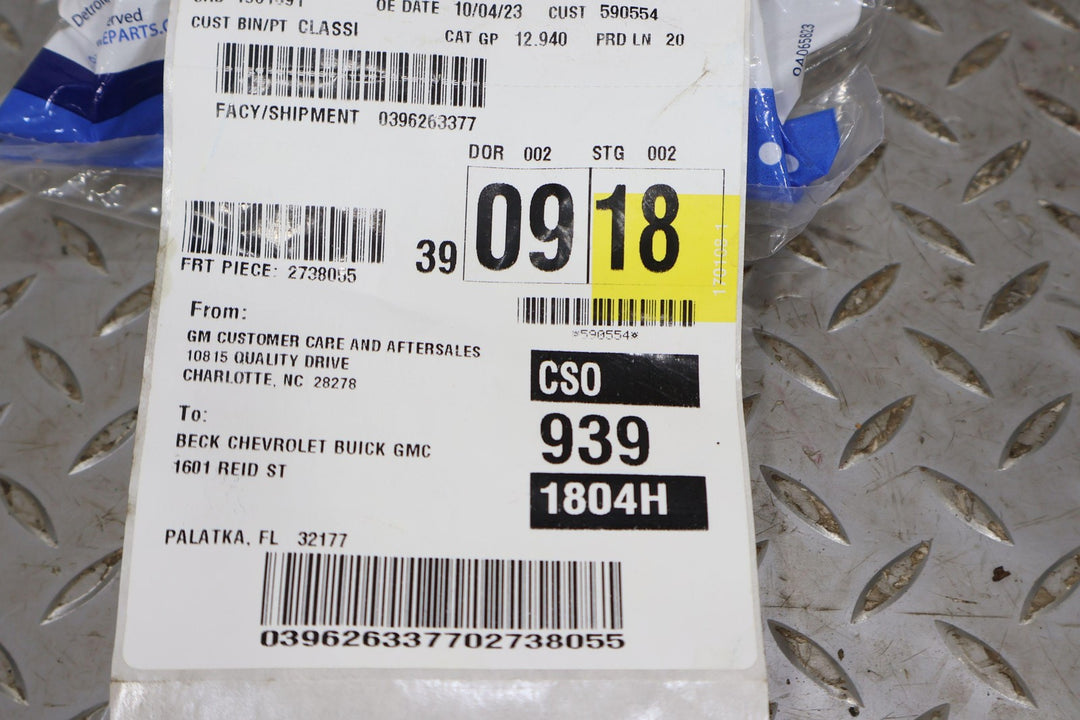 Detroit
erved
EPARTS.C
OE DATE 10/04/23 CUST 590554
CUST BIN/PT CLASSI
CAT GP 12.940 PRD LN 20
FACY/SHIPMENT 0396263377
DOR 002 STG 002
39 09 18
FRT PIECE: 2738055
*590554*
From:
GM CUSTOMER CARE AND AFTERSALES
10815 QUALITY DRIVE
CHARLOTTE, NC 28278
CSO
939
1804H
To:
BECK CHEVROLET BUICK GMC
1601 REID ST
PALATKA, FL 32177
039626337702738055